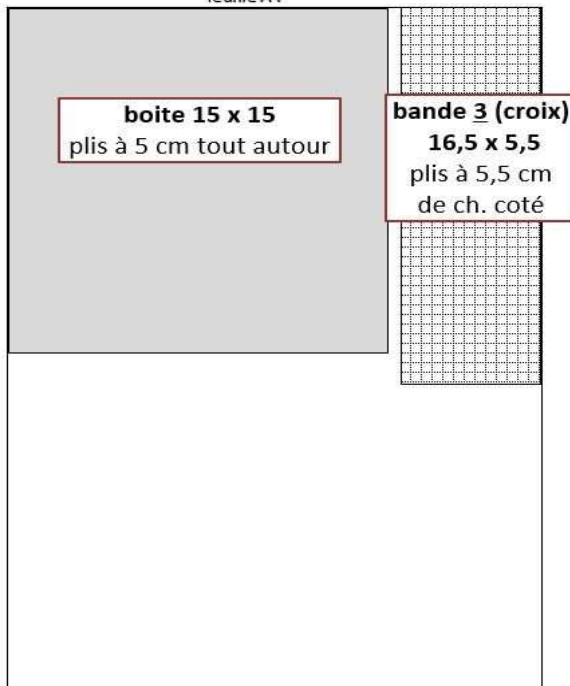 boite 15 x 15
plis à 5 cm tout autour
bande 3 (croix)
16,5 x 5,5
plis à 5,5 cm
de ch. coté